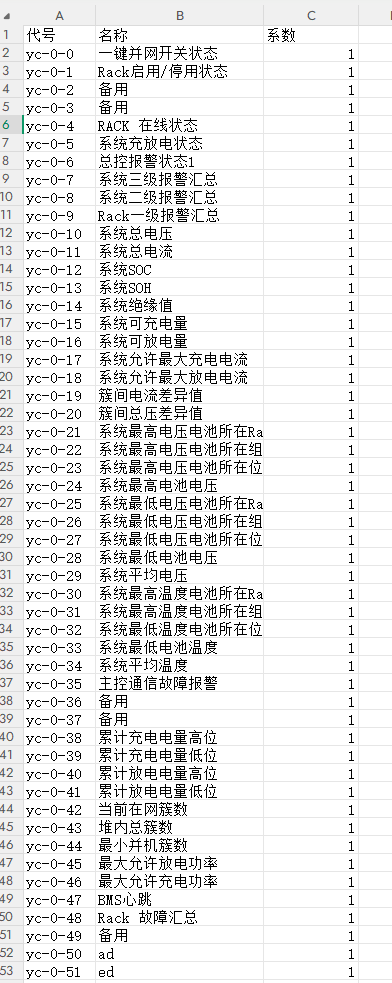 A B C
1 代号 名称 系数
2 yc-0-0 一键并网开关状态 1
3 yc-0-1 Rack启用/停用状态 1
4 yc-0-2 备用 1
5 yc-0-3 备用 1
6 yc-0-4 RACK 在线状态 1
7 yc-0-5 系统充放电状态 1
8 yc-0-6 总控报警状态1 1
9 yc-0-7 系统三级报警汇总 1
10 yc-0-8 系统二级报警汇总 1
11 yc-0-9 Rack一级报警汇总 1
12 yc-0-10 系统总电压 1
13 yc-0-11 系统总电流 1
14 yc-0-12 系统SOC 1
15 yc-0-13 系统SOH 1
16 yc-0-14 系统绝缘值 1
17 yc-0-15 系统可充电量 1
18 yc-0-16 系统可放电量 1
19 yc-0-17 系统允许最大充电电流 1
20 yc-0-18 系统允许最大放电电流 1
21 yc-0-19 簇间电流差异值 1
22 yc-0-20 簇间总压差异值 1
23 yc-0-21 系统最高电压电池所在Ra 1
24 yc-0-22 系统最高电压电池所在组 1
25 yc-0-23 系统最高电压电池所在位 1
26 yc-0-24 系统最高电池电压 1
27 yc-0-25 系统最低电压电池所在Ra 1
28 yc-0-26 系统最低电压电池所在组 1
29 yc-0-27 系统最低电压电池所在位 1
30 yc-0-28 系统最低电池电压 1
31 yc-0-29 系统平均电压 1
32 yc-0-30 系统最高温度电池所在Ra 1
33 yc-0-31 系统最高温度电池所在组 1
34 yc-0-32 系统最低温度电池所在位 1
35 yc-0-33 系统最低电池温度 1
36 yc-0-34 系统平均温度 1
37 yc-0-35 主控通信故障报警 1
38 yc-0-36 备用 1
39 yc-0-37 备用 1
40 yc-0-38 累计充电电量高位 1
41 yc-0-39 累计充电电量低位 1
42 yc-0-40 累计放电电量高位 1
43 yc-0-41 累计放电电量低位 1
44 yc-0-42 当前在网簇数 1
45 yc-0-43 堆内总簇数 1
46 yc-0-44 最小并机簇数 1
47 yc-0-45 最大允许放电功率 1
48 yc-0-46 最大允许充电功率 1
49 yc-0-47 BMS心跳 1
50 yc-0-48 Rack 故障汇总 1
51 yc-0-49 备用 1
52 yc-0-50 ad 1
53 yc-0-51 ed 1